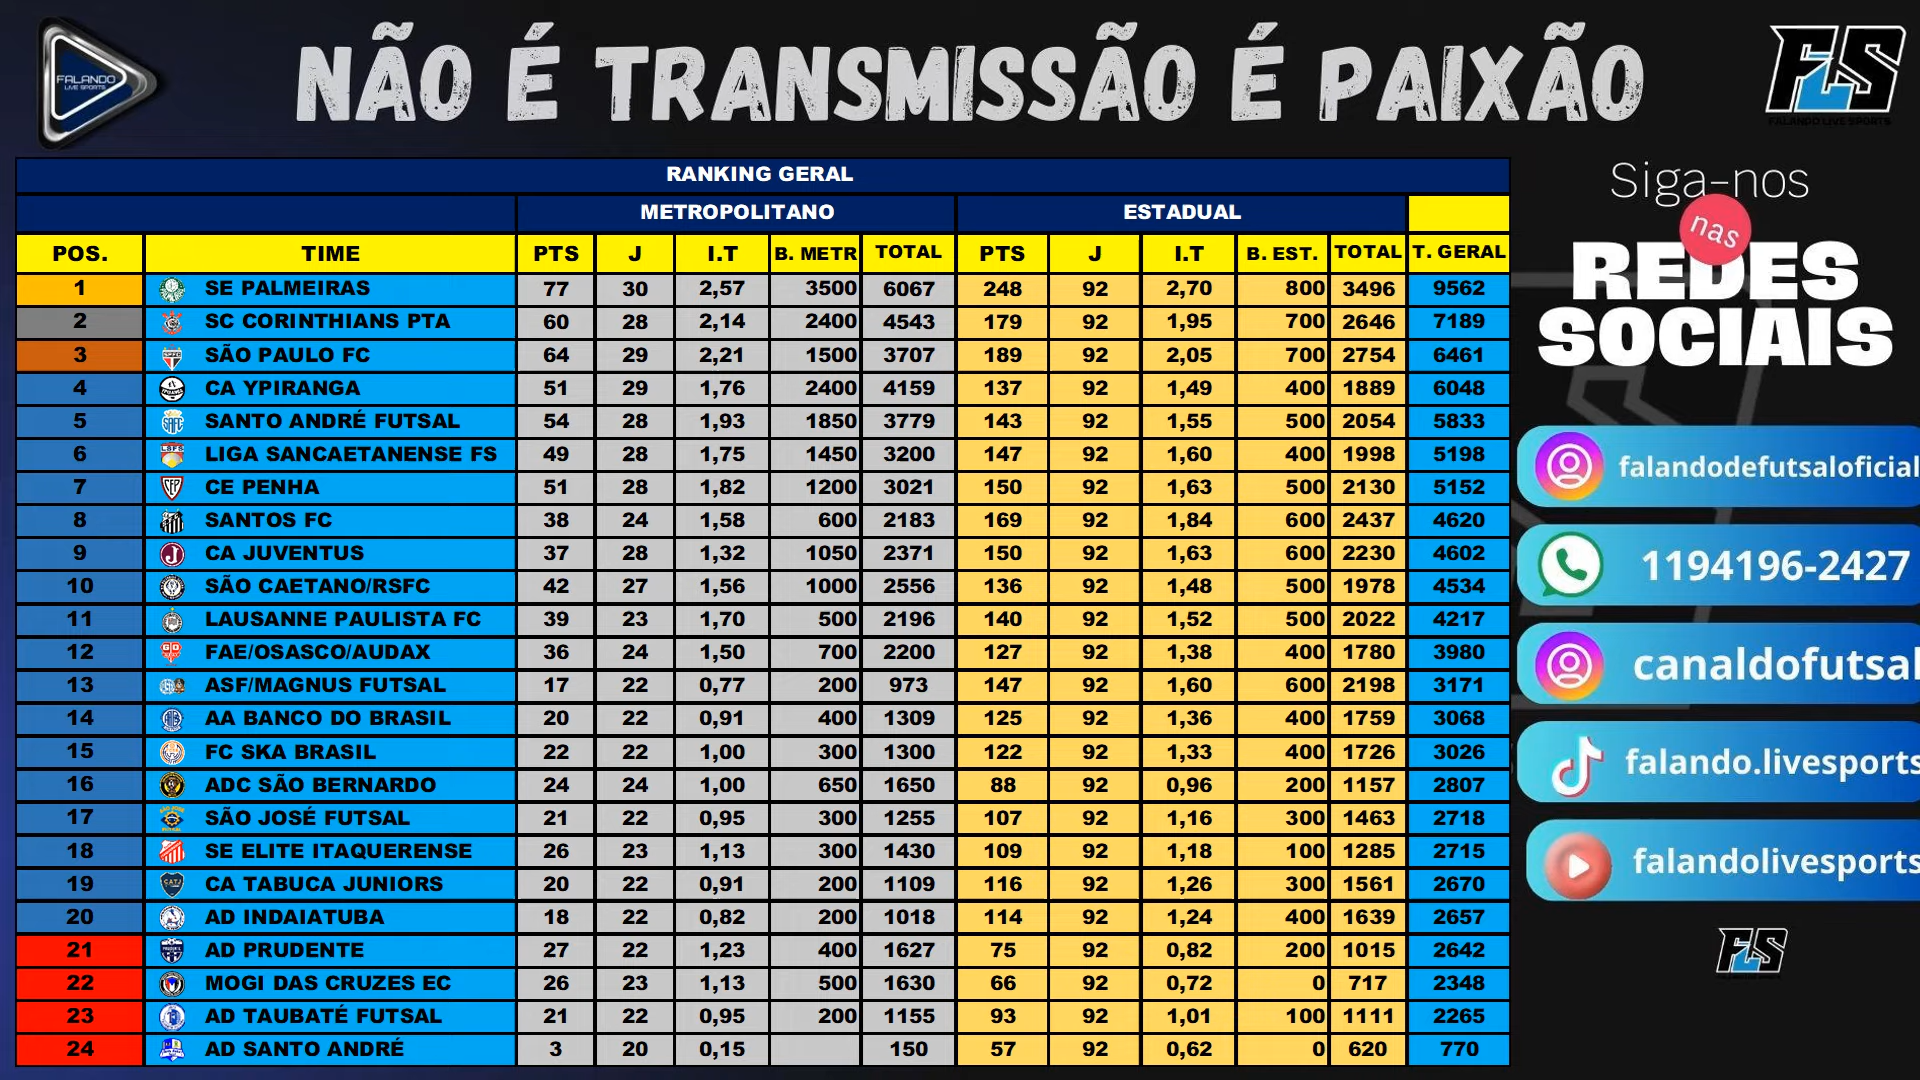 NÃO É TRANSMISSÃO É PAIXÃO
FALANDO
LIVE SPORTS
FLS
FALANDO LIVE SPORTS
RANKING GERAL
METROPOLITANO ESTADUAL
POS. TIME PTS J I.T B. METR TOTAL PTS J I.T B. EST. TOTAL T. GERAL
1 SE PALMEIRAS 77 30 2,57 3500 6067 248 92 2,70 800 3496 9562
2 SC CORINTHIANS PTA 60 28 2,14 2400 4543 179 92 1,95 700 2646 7189
3 SÃO PAULO FC 64 29 2,21 1500 3707 189 92 2,05 700 2754 6461
4 CA YPIRANGA 51 29 1,76 2400 4159 137 92 1,49 400 1889 6048
5 SANTO ANDRÉ FUTSAL 54 28 1,93 1850 3779 143 92 1,55 500 2054 5833
6 LIGA SANCAETANENSE FS 49 28 1,75 1450 3200 147 92 1,60 400 1998 5198
7 CE PENHA 51 28 1,82 1200 3021 150 92 1,63 500 2130 5152
8 SANTOS FC 38 24 1,58 600 2183 169 92 1,84 600 2437 4620
9 CA JUVENTUS 37 28 1,32 1050 2371 150 92 1,63 600 2230 4602
10 SÃO CAETANO/RSFC 42 27 1,56 1000 2556 136 92 1,48 500 1978 4534
11 LAUSANNE PAULISTA FC 39 23 1,70 500 2196 140 92 1,52 500 2022 4217
12 FAE/OSASCO/AUDAX 36 24 1,50 700 2200 127 92 1,38 400 1780 3980
13 ASF/MAGNUS FUTSAL 17 22 0,77 200 973 147 92 1,60 600 2198 3171
14 AA BANCO DO BRASIL 20 22 0,91 400 1309 125 92 1,36 400 1759 3068
15 FC SKA BRASIL 22 22 1,00 300 1300 122 92 1,33 400 1726 3026
16 ADC SÃO BERNARDO 24 24 1,00 650 1650 88 92 0,96 200 1157 2807
17 SÃO JOSÉ FUTSAL 21 22 0,95 300 1255 107 92 1,16 300 1463 2718
18 SE ELITE ITAQUERENSE 26 23 1,13 300 1430 109 92 1,18 100 1285 2715
19 CA TABUCA JUNIORS 20 22 0,91 200 1109 116 92 1,26 300 1561 2670
20 AD INDAIATUBA 18 22 0,82 200 1018 114 92 1,24 400 1639 2657
21 AD PRUDENTE 27 22 1,23 400 1627 75 92 0,82 200 1015 2642
22 MOGI DAS CRUZES EC 26 23 1,13 500 1630 66 92 0,72 0 717 2348
23 AD TAUBATÉ FUTSAL 21 22 0,95 200 1155 93 92 1,01 100 1111 2265
24 AD SANTO ANDRÉ 3 20 0,15 150 57 92 0,62 0 620 770
Siga-nos
nas
REDES
SOCIAIS
falandodefutsaloficial
1194196-2427
canaldofutsal
falando.livesports
falandolivesports
FLS